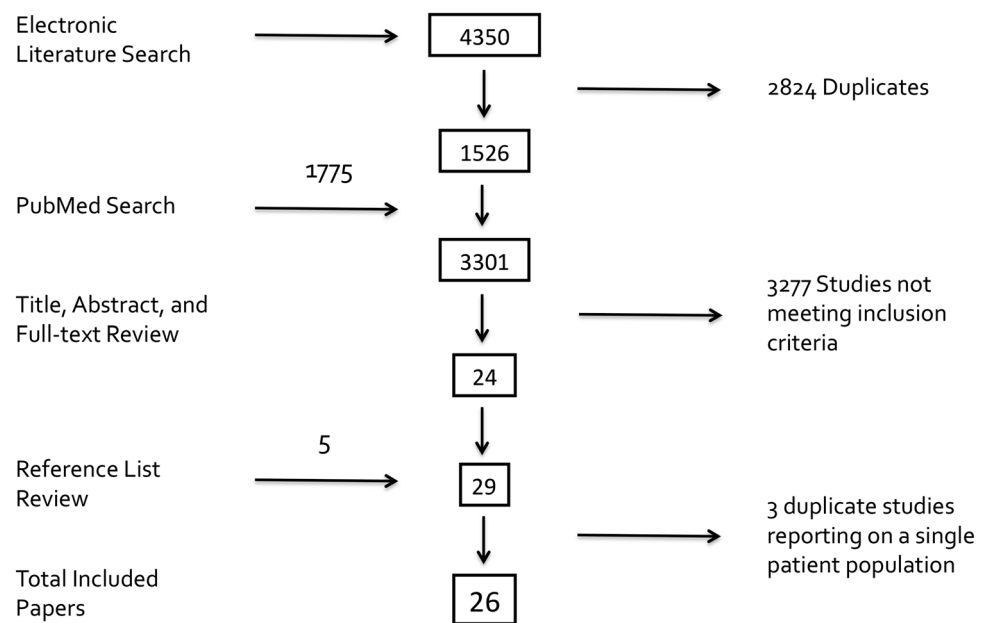 Electronic
Literature Search
4350
2824 Duplicates
1526
1775
PubMed Search
3301
Title, Abstract, and
Full-text Review
3277 Studies not
meeting inclusion
criteria
24
5
Reference List
Review
29
3 duplicate studies
reporting on a single
patient population
Total Included
Papers
26